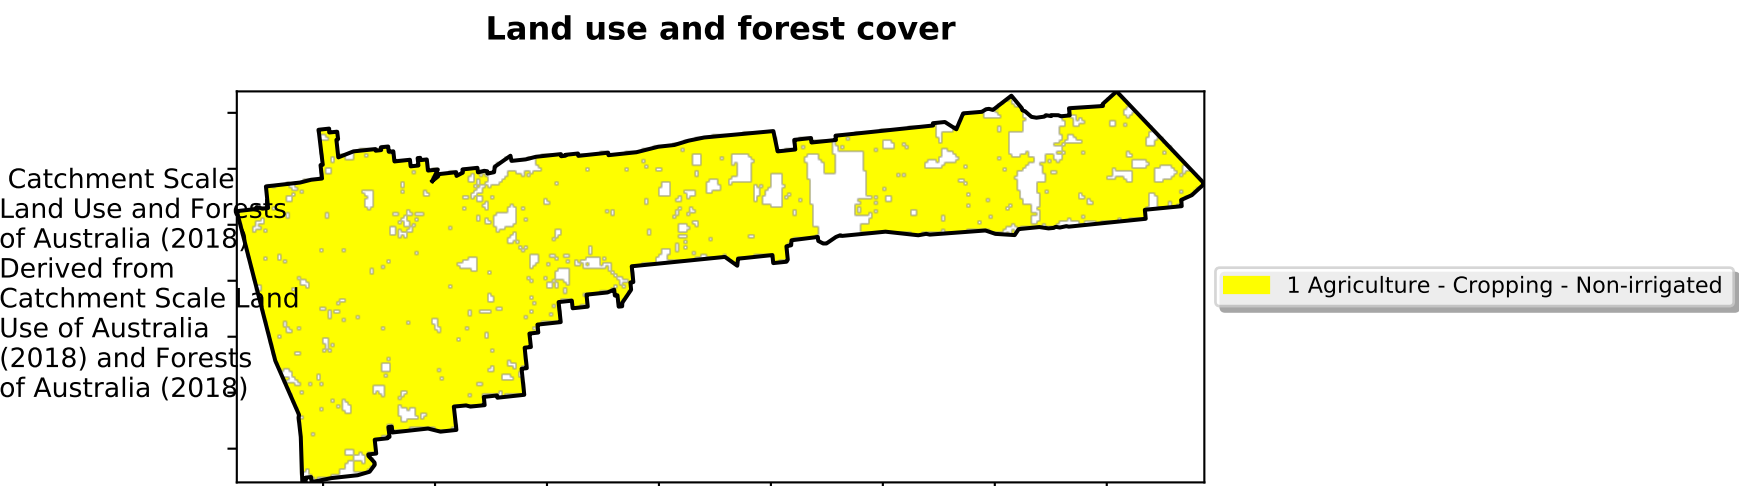 Land use and forest cover
Catchment Scale
Land Use and Forests
of Australia (2018)
Derived from
Catchment Scale Land
Use of Australia
(2018) and Forests
of Australia (2018)
1 Agriculture - Cropping - Non-irrigated